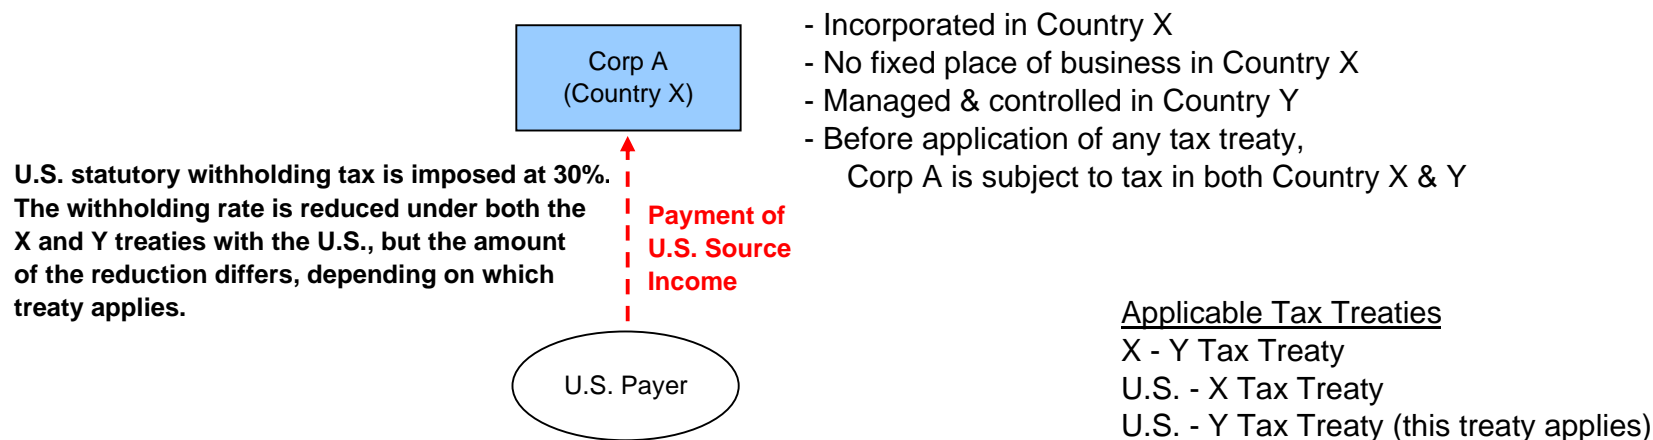 Corp A
(Country X)
- Incorporated in Country X
- No fixed place of business in Country X
- Managed & controlled in Country Y
- Before application of any tax treaty,
Corp A is subject to tax in both Country X & Y
U.S. statutory withholding tax is imposed at 30%.
The withholding rate is reduced under both the
X and Y treaties with the U.S., but the amount
of the reduction differs, depending on which
treaty applies.
Payment of
U.S. Source
Income
U.S. Payer
Applicable Tax Treaties
X - Y Tax Treaty
U.S. - X Tax Treaty
U.S. - Y Tax Treaty (this treaty applies)